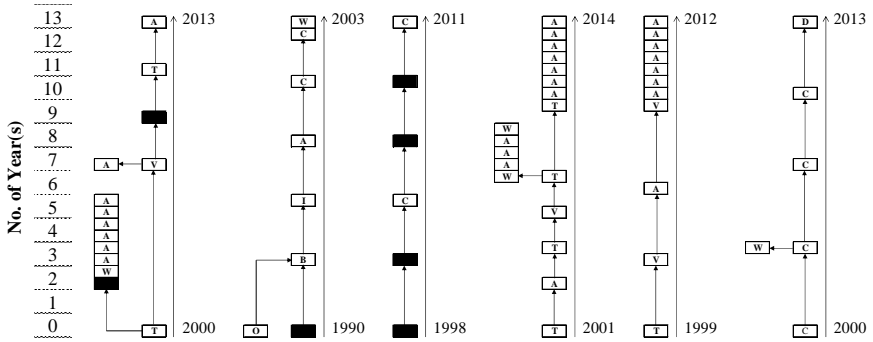 No. of Year(s)
13
12
11
10
9
8
7
6
5
4
3
2
1
0
A
T
V
A
A
A
A
A
A
A
W
T
2013
2000
W
C
C
A
I
B
O
2003
1990
C
C
2011
1998
A
A
A
A
A
A
A
T
W
A
A
A
W
T
V
T
A
T
2014
2001
A
A
A
A
A
A
A
V
A
V
T
2012
1999
D
C
C
W
C
C
2013
2000